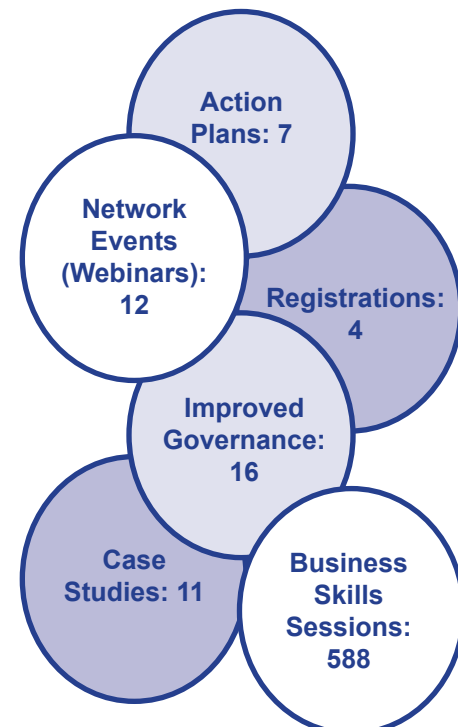 Action
Plans: 7
Network
Events
(Webinars):
12
Registrations:
4
Improved
Governance:
16
Case
Studies: 11
Business
Skills
Sessions:
588